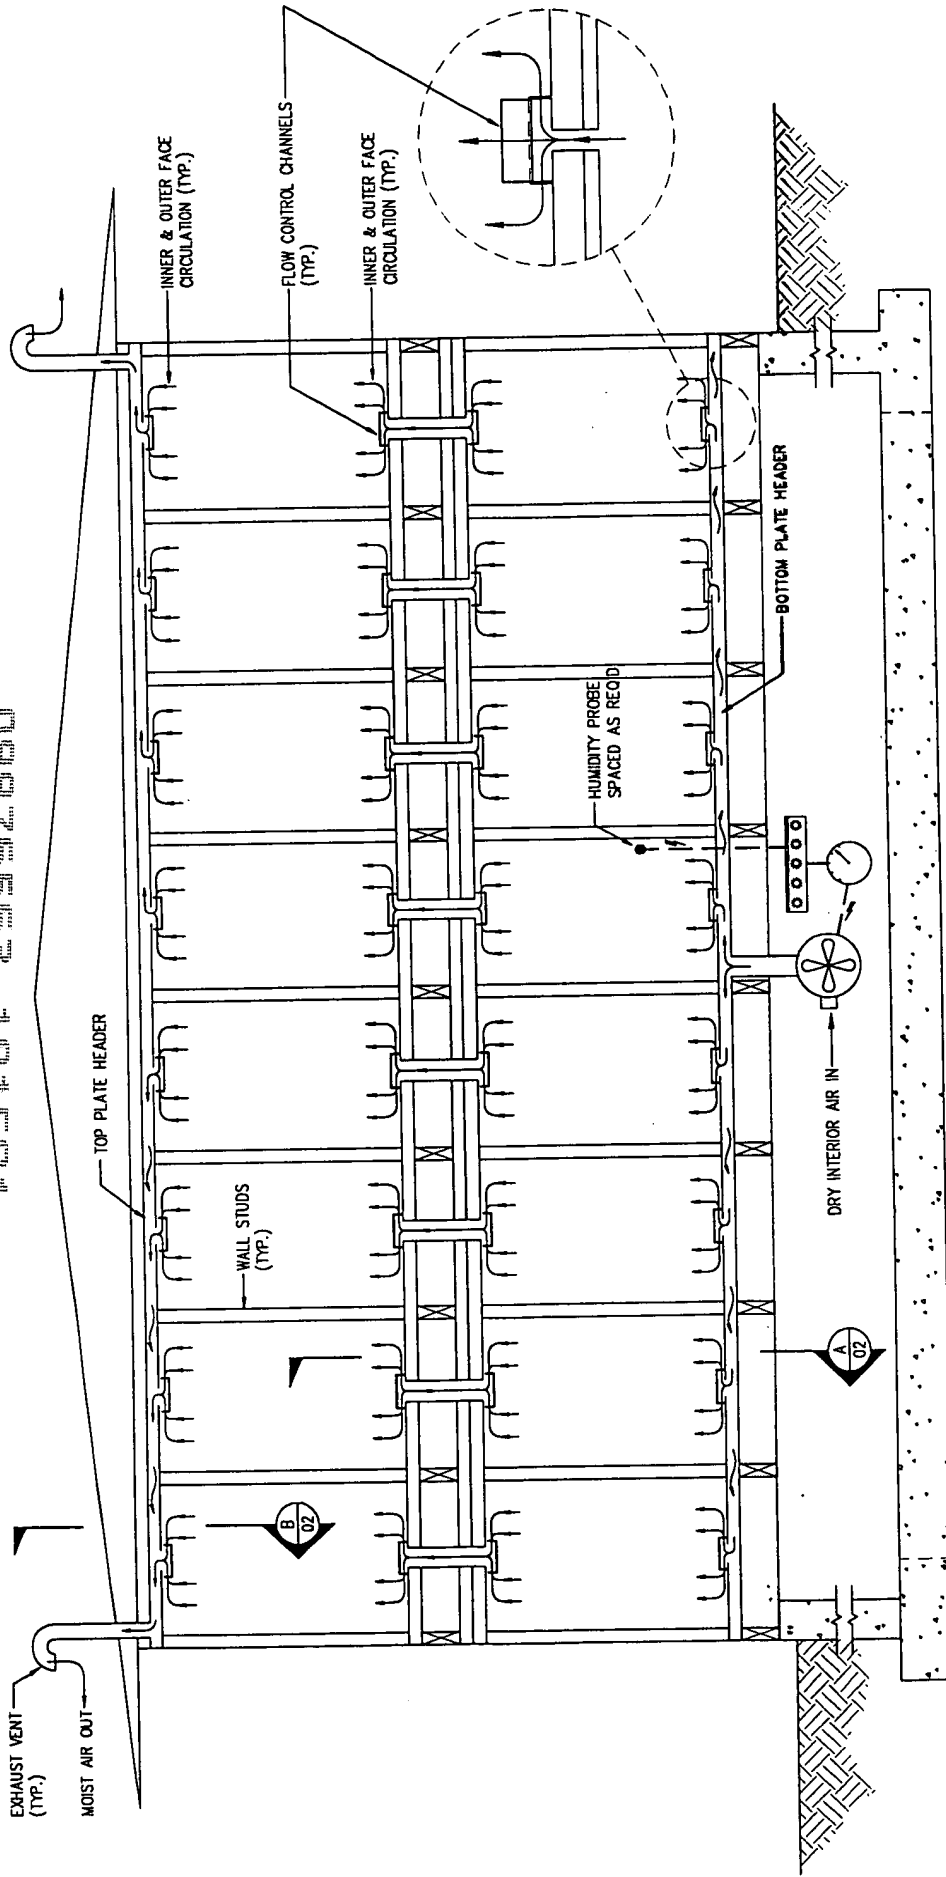 EXHAUST VENT
(TYP.)
MOIST AIR OUT
TOP PLATE HEADER
WALL STUDS
(TYP.)
B
02
A
02
DRY INTERIOR AIR IN
HUMIDITY PROBE
SPACED AS REQ'D
BOTTOM PLATE HEADER
INNER & OUTER FACE
CIRCULATION (TYP.)
FLOW CONTROL CHANNELS
(TYP.)
INNER & OUTER FACE
CIRCULATION (TYP.)